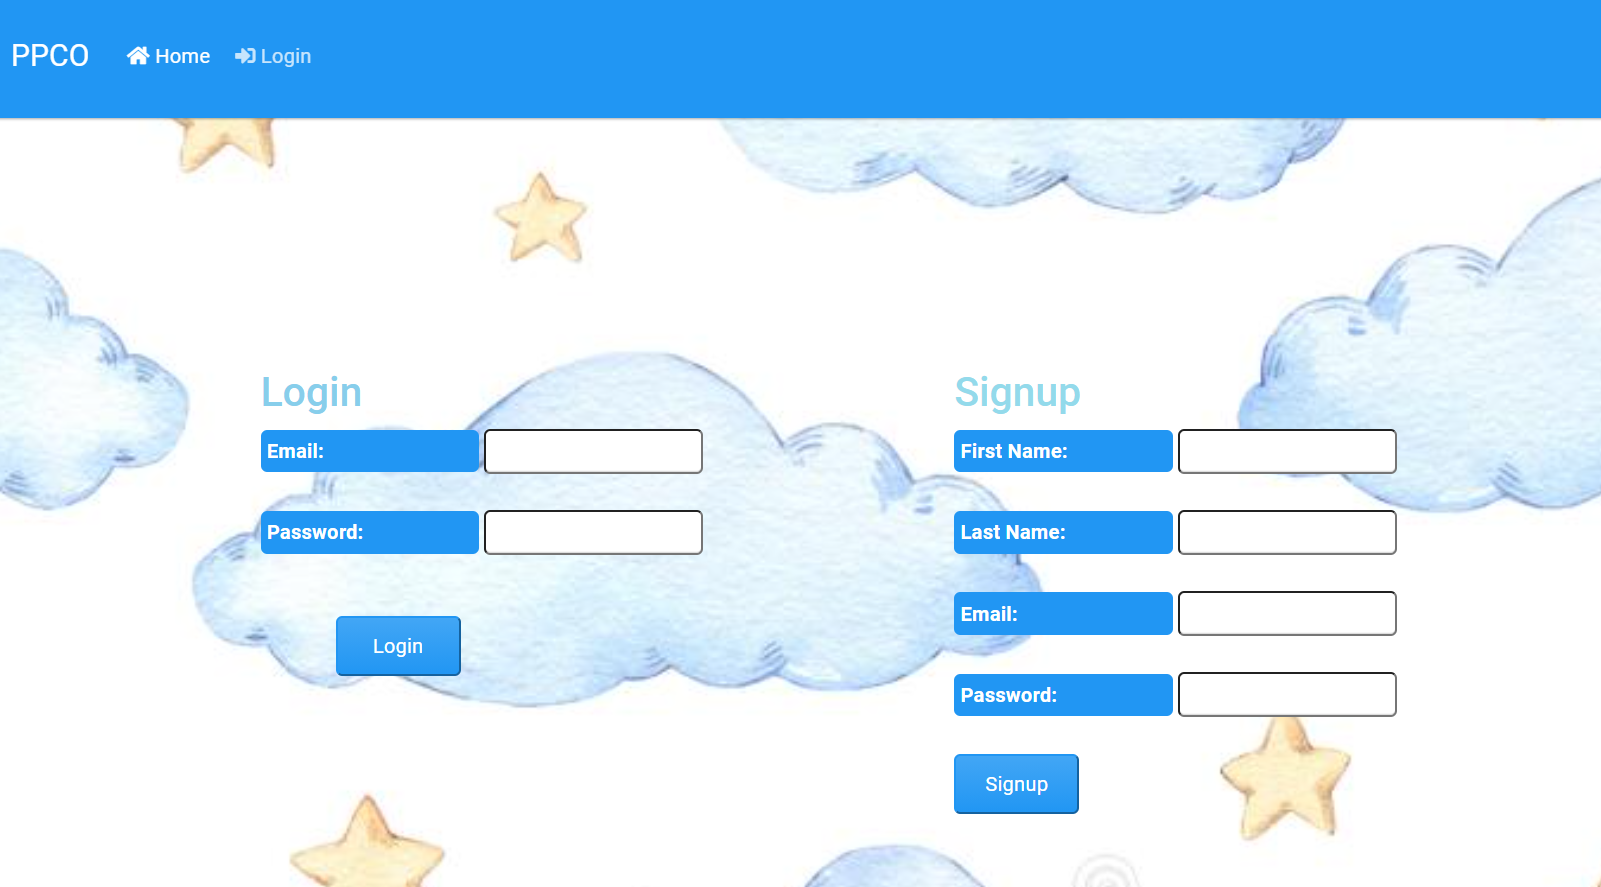 PPCO Home Login
Login
Email:
Password:
Login
Signup
First Name:
Last Name:
Email:
Password:
Signup